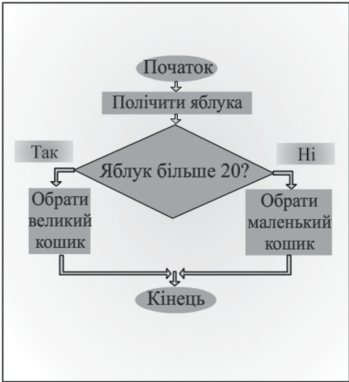 Початок
Полічити яблука
Так
Ні
Яблук більше 20?
Обрати
великий
кошик
Обрати
маленький
кошик
Кінець